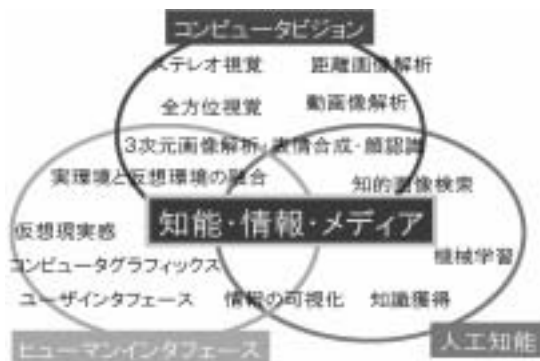 コンピュータビジョン
ステレオ視覚 距離画像解析
全方位視覚 動画像解析
3次元画像解析 表情合成・顔認識
実環境と仮想環境の融合 知的画像検索
知能・情報・メディア
仮想現実感
機械学習
コンピュータグラフィックス
ユーザインタフェース 情報の可視化 知識獲得
ヒューマンインタフェース 人工知能